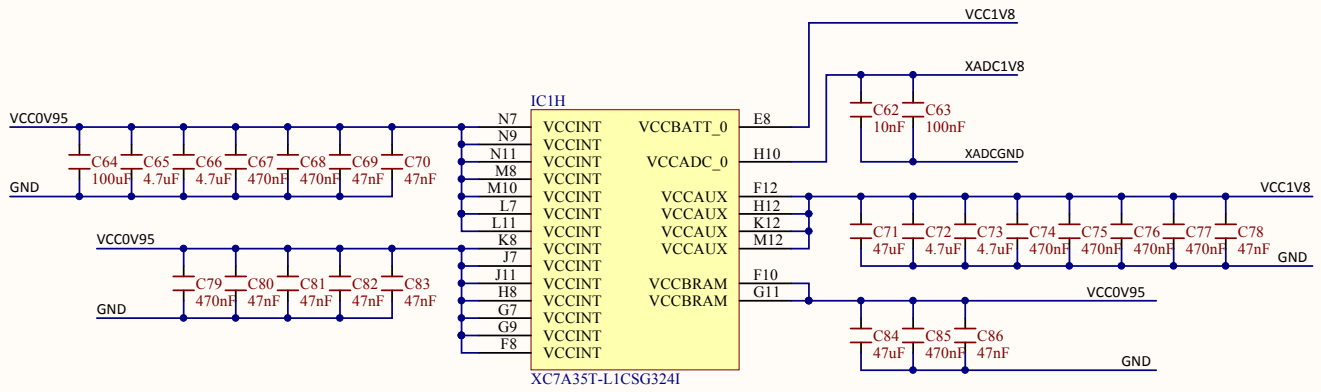 VCC1V8
XADC1V8
C62 C63
10nF 100nF
XADCGND
IC1H
VCC0V95
C64 C65 C66 C67 C68 C69 C70
100uF 4.7uF 4.7uF 470nF 470nF 47nF 47nF
GND
VCC0V95
C79 C80 C81 C82 C83
470nF 47nF 47nF 47nF 47nF
GND
N7 VCCINT
N9 VCCINT
N11 VCCINT
M8 VCCINT
M10 VCCINT
L7 VCCINT
L11 VCCINT
K8 VCCINT
J7 VCCINT
J11 VCCINT
H8 VCCINT
G7 VCCINT
G9 VCCINT
F8 VCCINT
VCCBATT_0 E8
VCCADC_0 H10
VCCAUX F12
VCCAUX H12
VCCAUX K12
VCCAUX M12
VCCBRAM F10
VCCBRAM G11
XC7A35T-L1CSG324I
VCC1V8
C71 C72 C73 C74 C75 C76 C77 C78
47uF 4.7uF 4.7uF 470nF 470nF 470nF 470nF 47nF
GND
VCC0V95
C84 C85 C86
47uF 470nF 47nF
GND